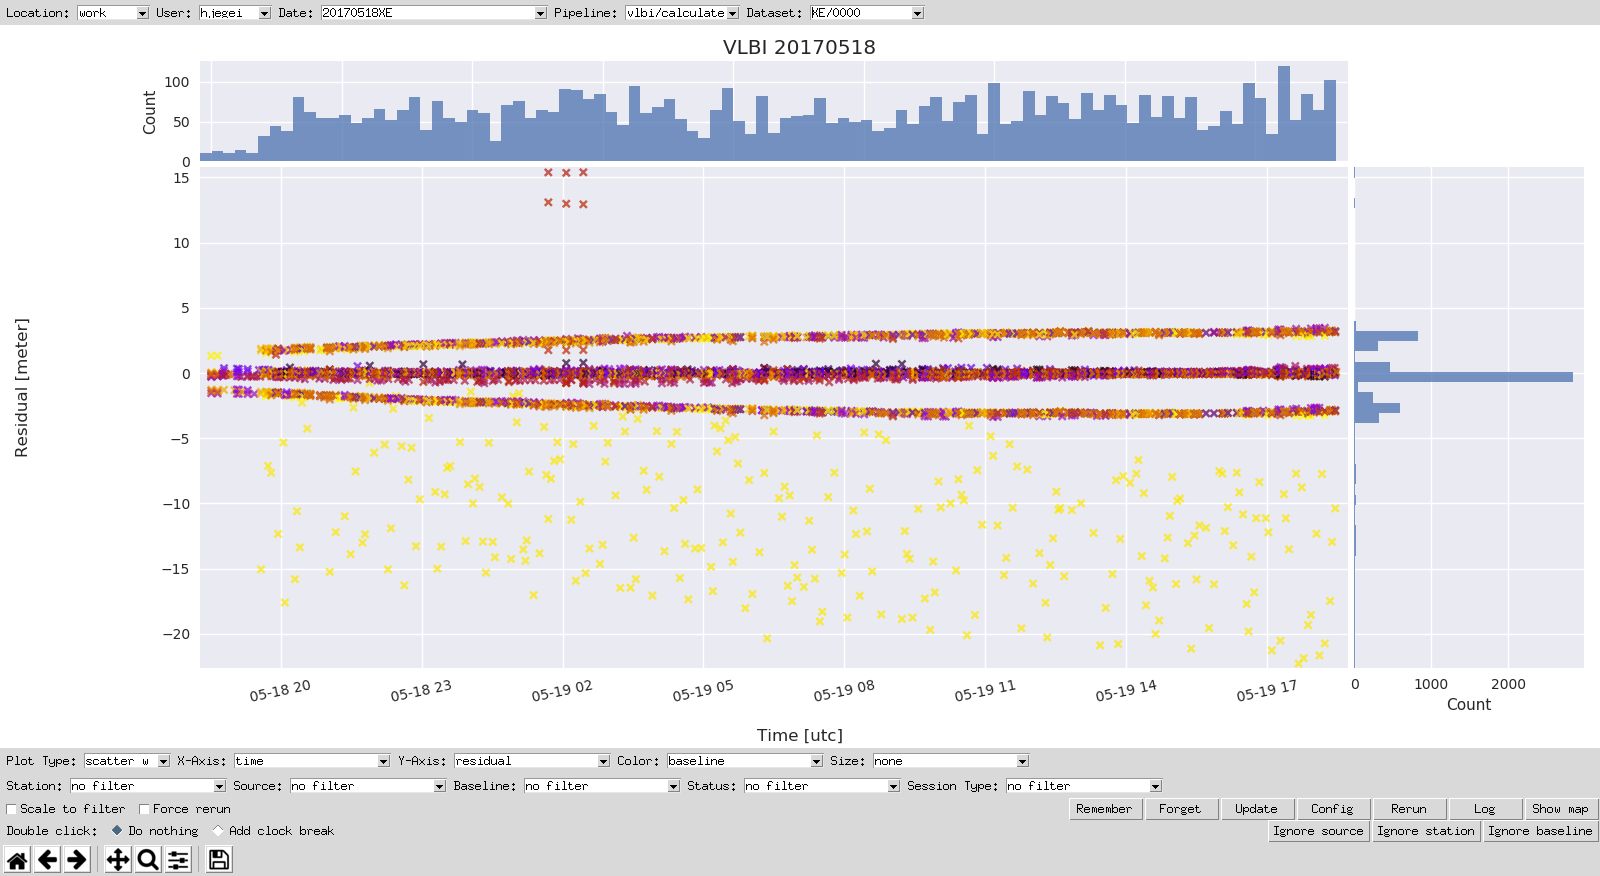 Location: work User: hjegei Date: 20170518XE Pipeline: vlbi/calculate Dataset: XE/0000
VLBI 20170518
Count
100
50
0
Residual [meter]
15
10
5
0
−5
−10
−15
−20
05-18 20 05-18 23 05-19 02 05-19 05 05-19 08 05-19 11 05-19 14 05-19 17
Time [utc]
0 1000 2000
Count
Plot Type: scatter w X-Axis: time Y-Axis: residual Color: baseline Size: none
Station: no filter Source: no filter Baseline: no filter Status: no filter Session Type: no filter
Scale to filter Force rerun Remember Forget Update Config Rerun Log Show map
Double click: Do nothing Add clock break Ignore source Ignore station Ignore baseline